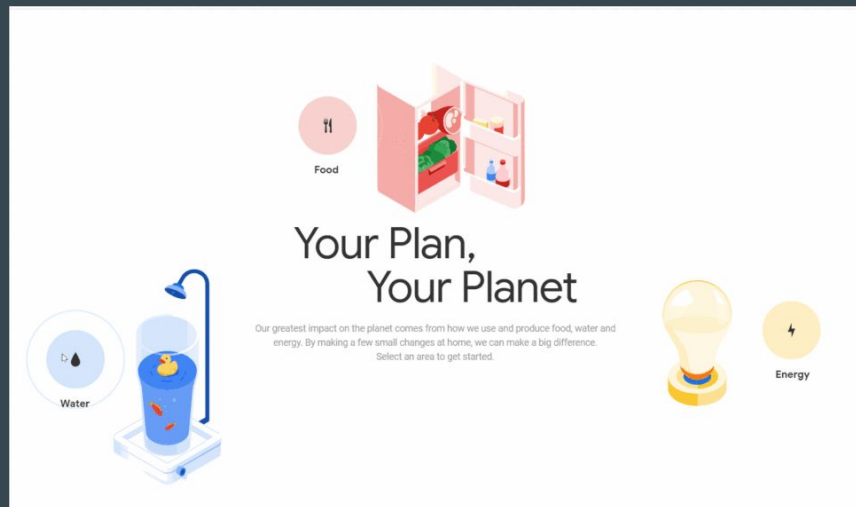 Food
Your Plan,
Your Planet
Our greatest impact on the planet comes from how we use and produce food, water and
energy. By making a few small changes at home, we can make a big difference.
Select an area to get started.
Water
Energy